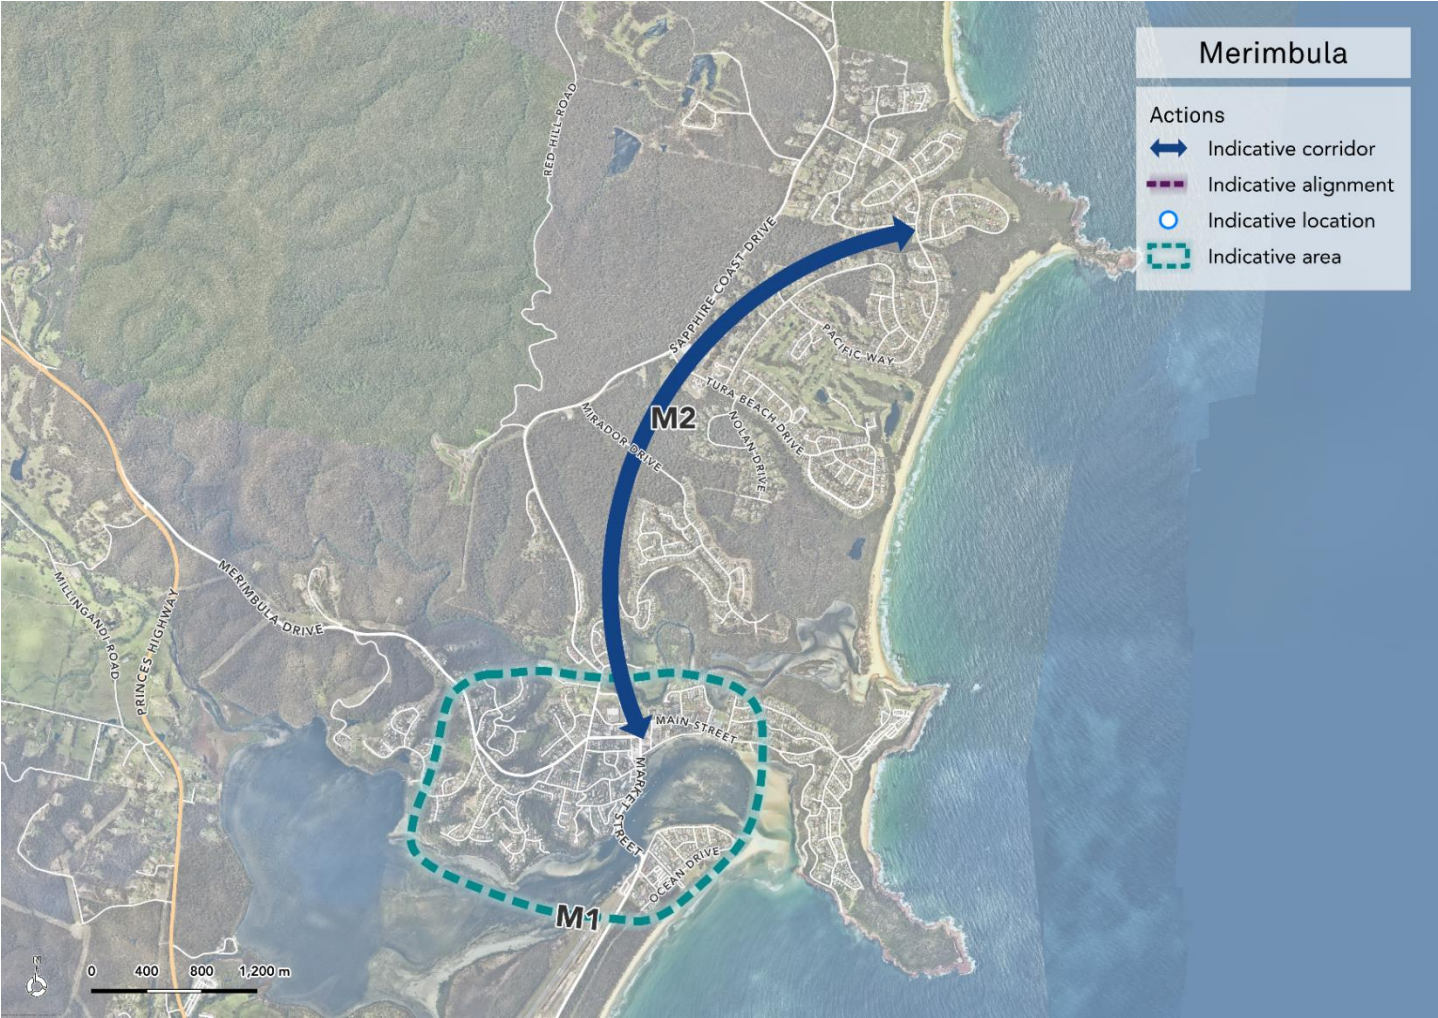 Merimbula
Actions
Indicative corridor
Indicative alignment
Indicative location
Indicative area
RED HILL ROAD
SAPPHIRE COAST DRIVE
PACIFIC WAY
TURA BEACH DRIVE
NOLAN DRIVE
MIRADOR DRIVE
M2
MERIMBULA DRIVE
MILLINGANDI ROAD
PRINCES HIGHWAY
MAIN STREET
MARKET STREET
OCEAN DRIVE
M1
N
0 400 800 1,200 m